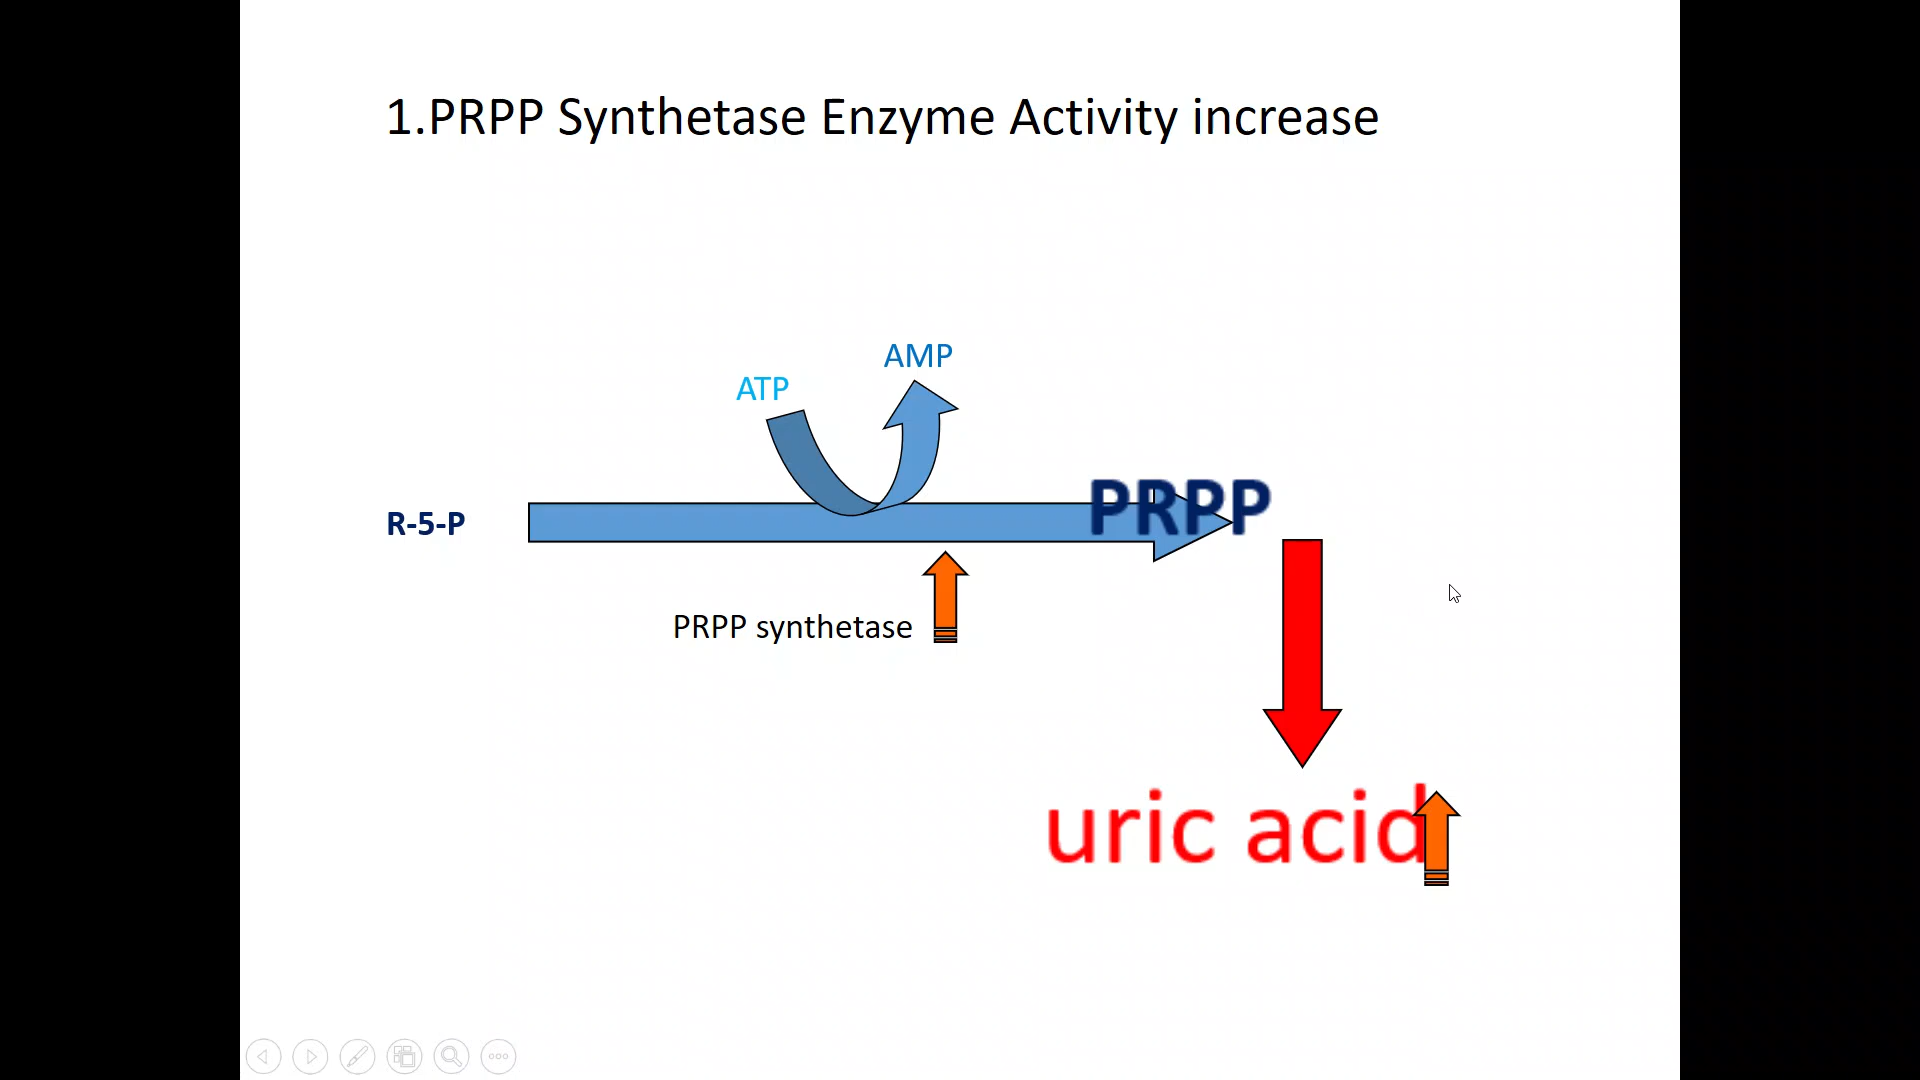 1.PRPP Synthetase Enzyme Activity increase
AMP
ATP
R-5-P
PRPP
PRPP synthetase
uric acid